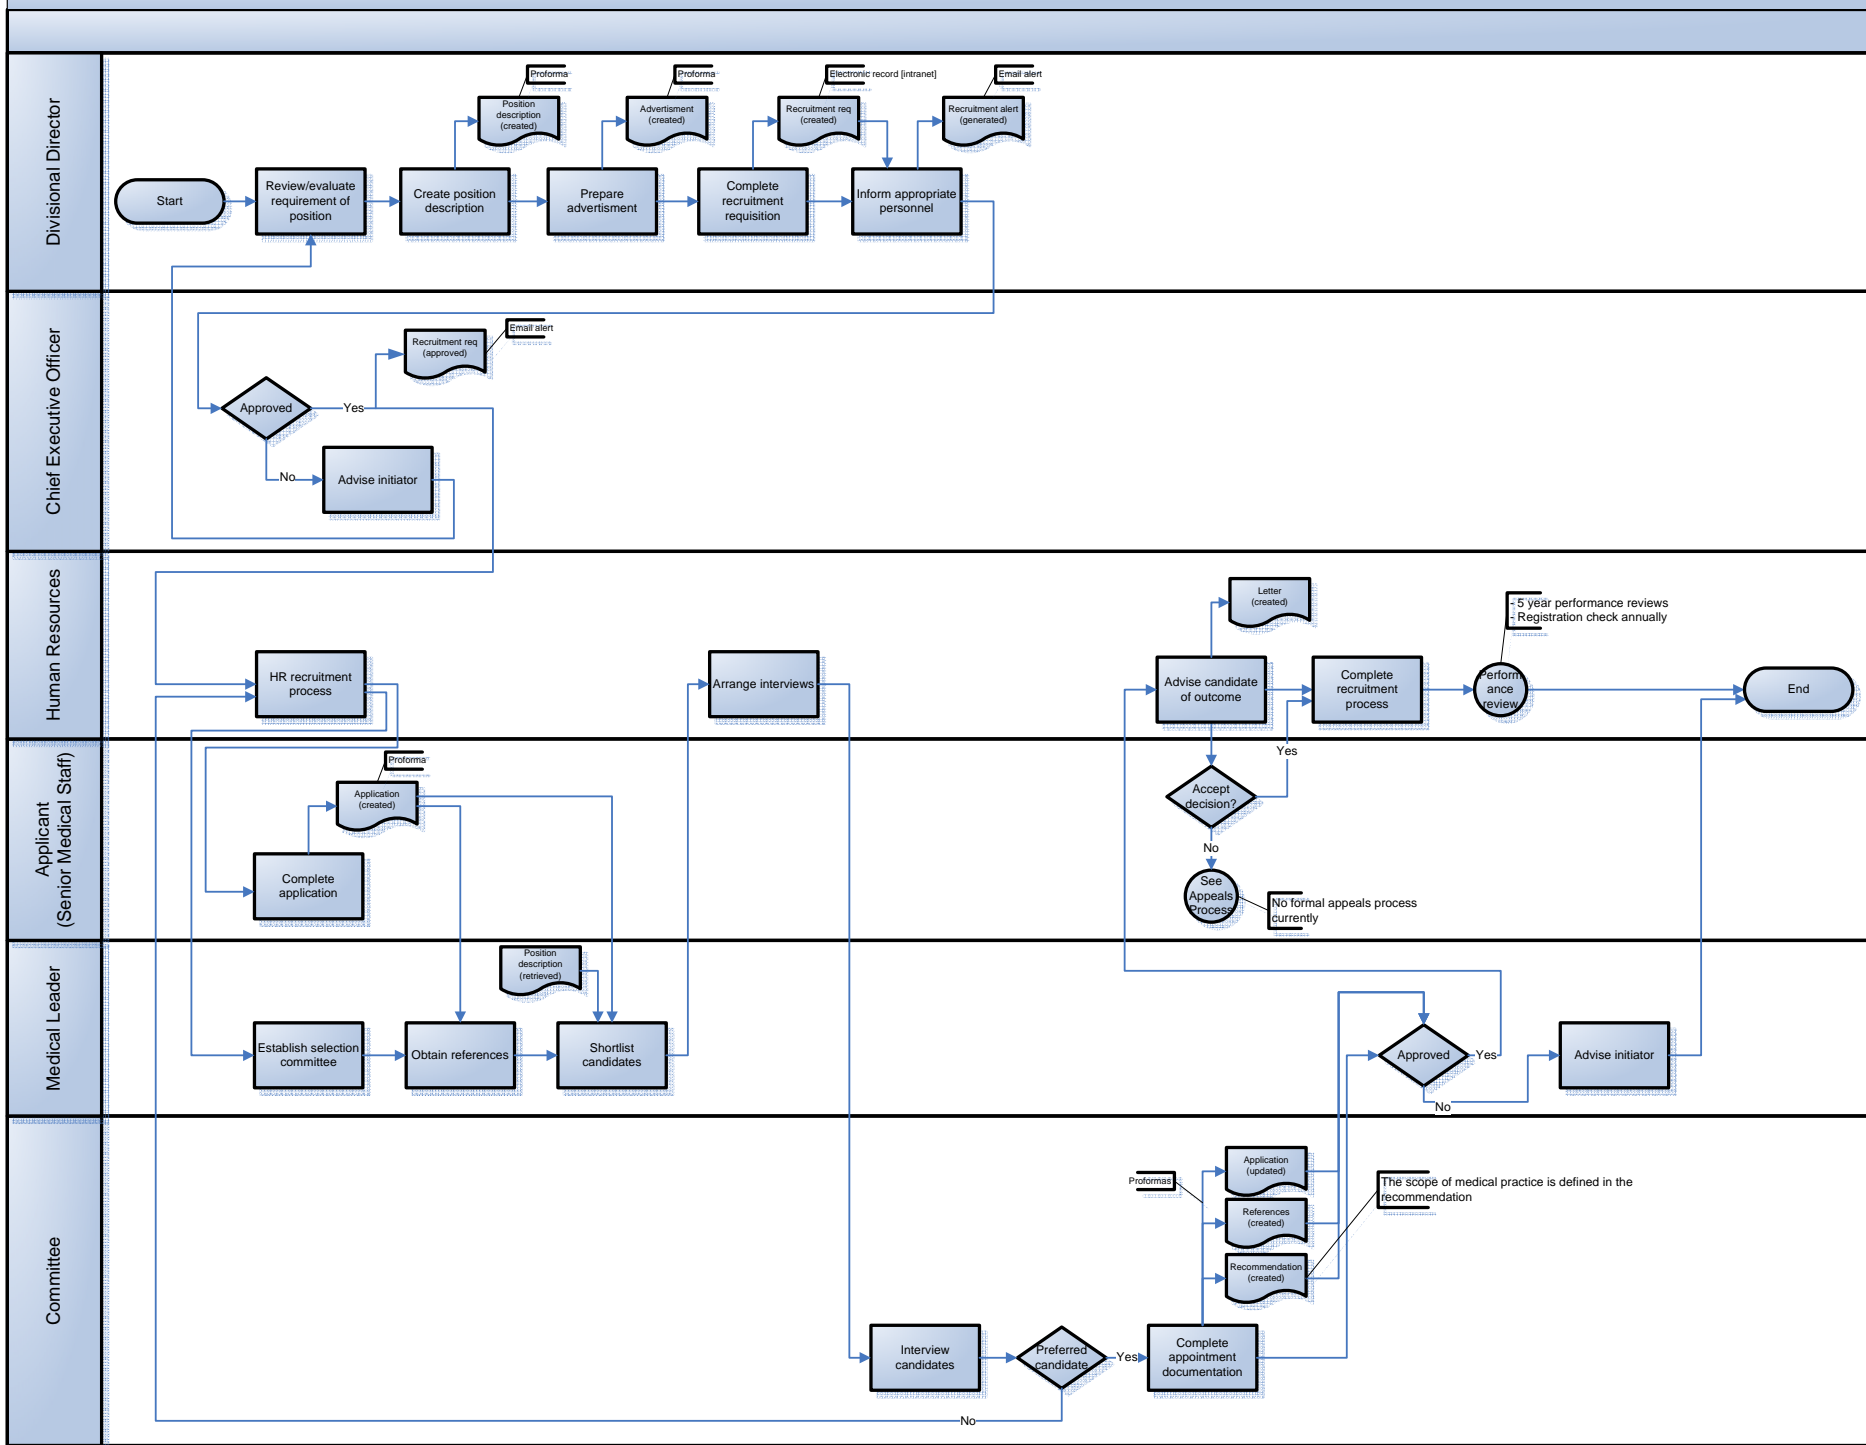 Divisional Director
Proforma
Proforma
Electronic record [intranet]
Email alert
Position
description
(created)
Advertisment
(created)
Recruitment req
(created)
Recruitment alert
(generated)
Start
Review/evaluate
requirement of
position
Create position
description
Prepare
advertisment
Complete
recruitment
requisition
Inform appropriate
personnel
Chief Executive Officer
Email alert
Recruitment req
(approved)
Approved
Yes
No
Advise initiator
Human Resources
Letter
(created)
- 5 year performance reviews
- Registration check annually
HR recruitment
process
Arrange interviews
Advise candidate
of outcome
Complete
recruitment
process
Perform
ance
review
End
Applicant
(Senior Medical Staff)
Proforma
Application
(created)
Complete
application
Yes
Accept
decision?
No
See
Appeals
Process
No formal appeals process
currently
Medical Leader
Position
description
(retrieved)
Establish selection
committee
Obtain references
Shortlist
candidates
Approved
Yes
No
Advise initiator
Committee
Proformas
Application
(updated)
References
(created)
Recommendation
(created)
The scope of medical practice is defined in the
recommendation
Interview
candidates
Preferred
candidate
Yes
Complete
appointment
documentation
No